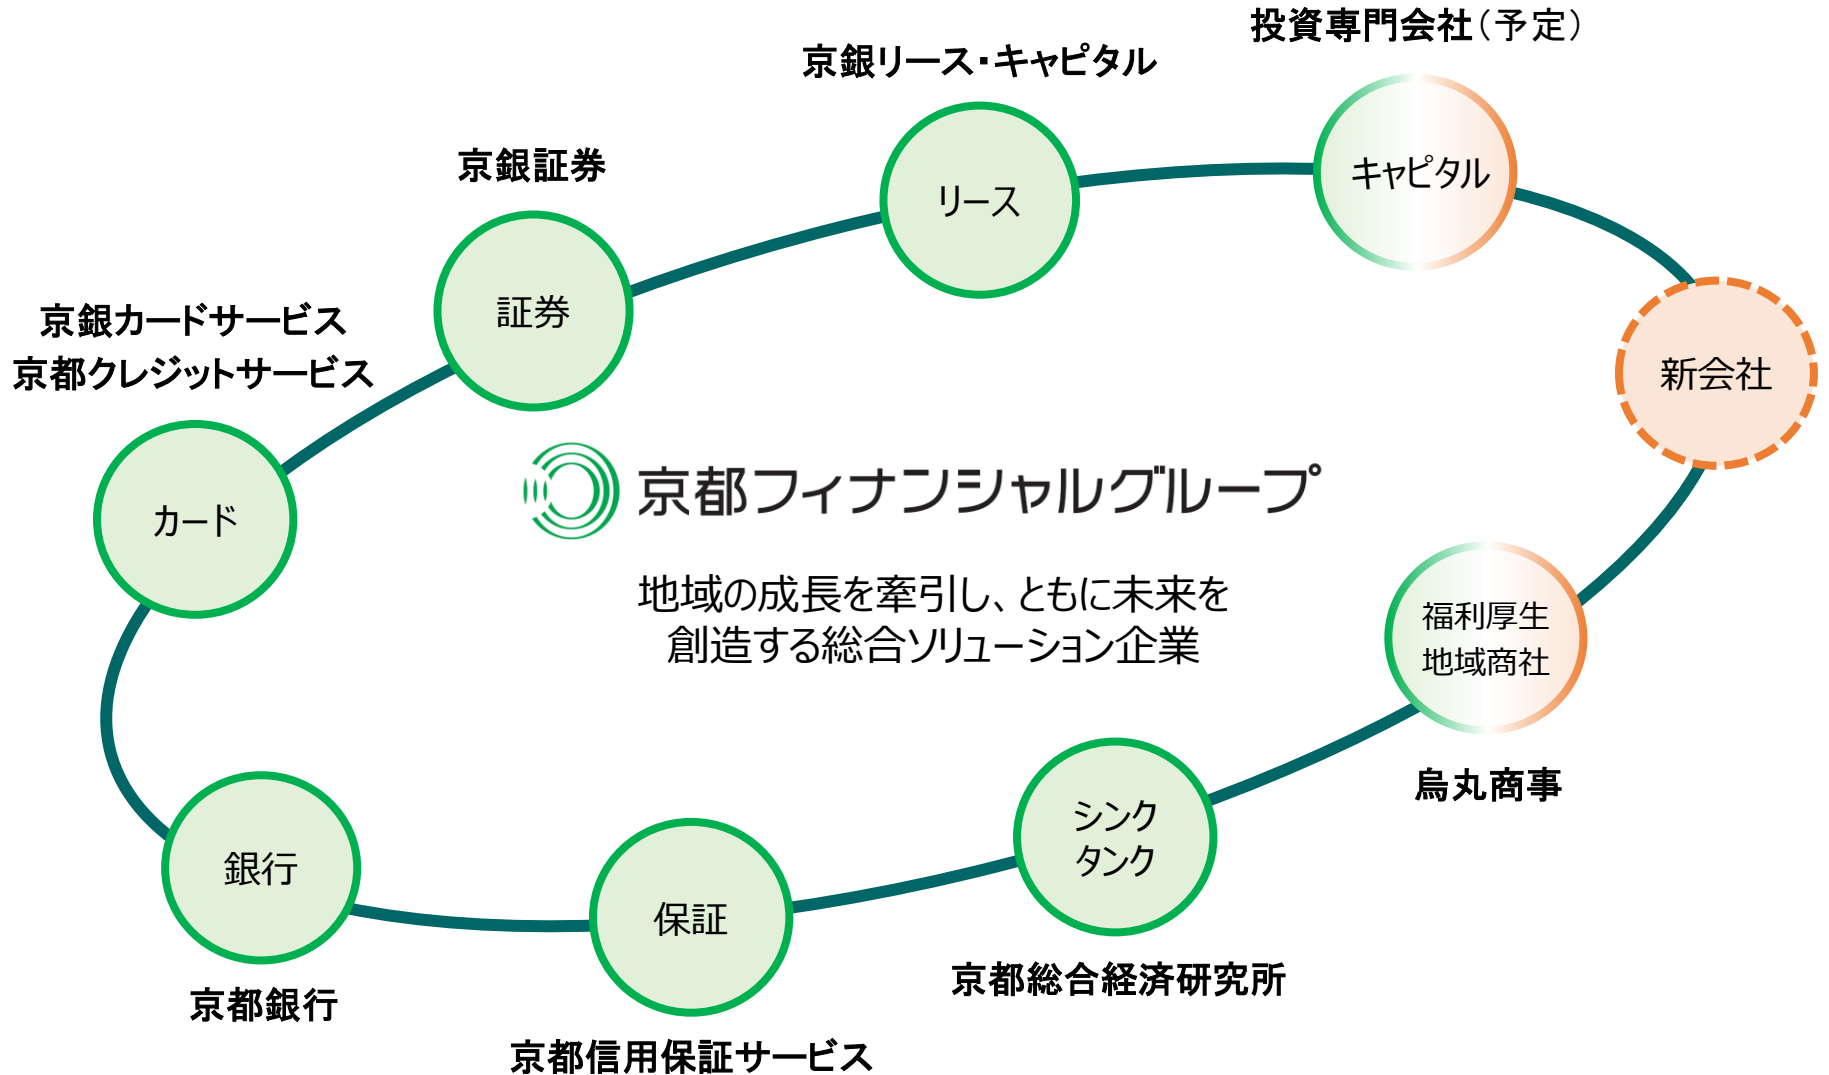 投資専門会社（予定）
京銀リース・キャピタル
キャピタル
京銀証券
リース
証券
京銀カードサービス
京都クレジットサービス
新会社
カード
京都フィナンシャルグループ
地域の成長を牽引し、ともに未来を
創造する総合ソリューション企業
福利厚生
地域商社
烏丸商事
シンク
タンク
銀行
保証
京都総合経済研究所
京都銀行
京都信用保証サービス